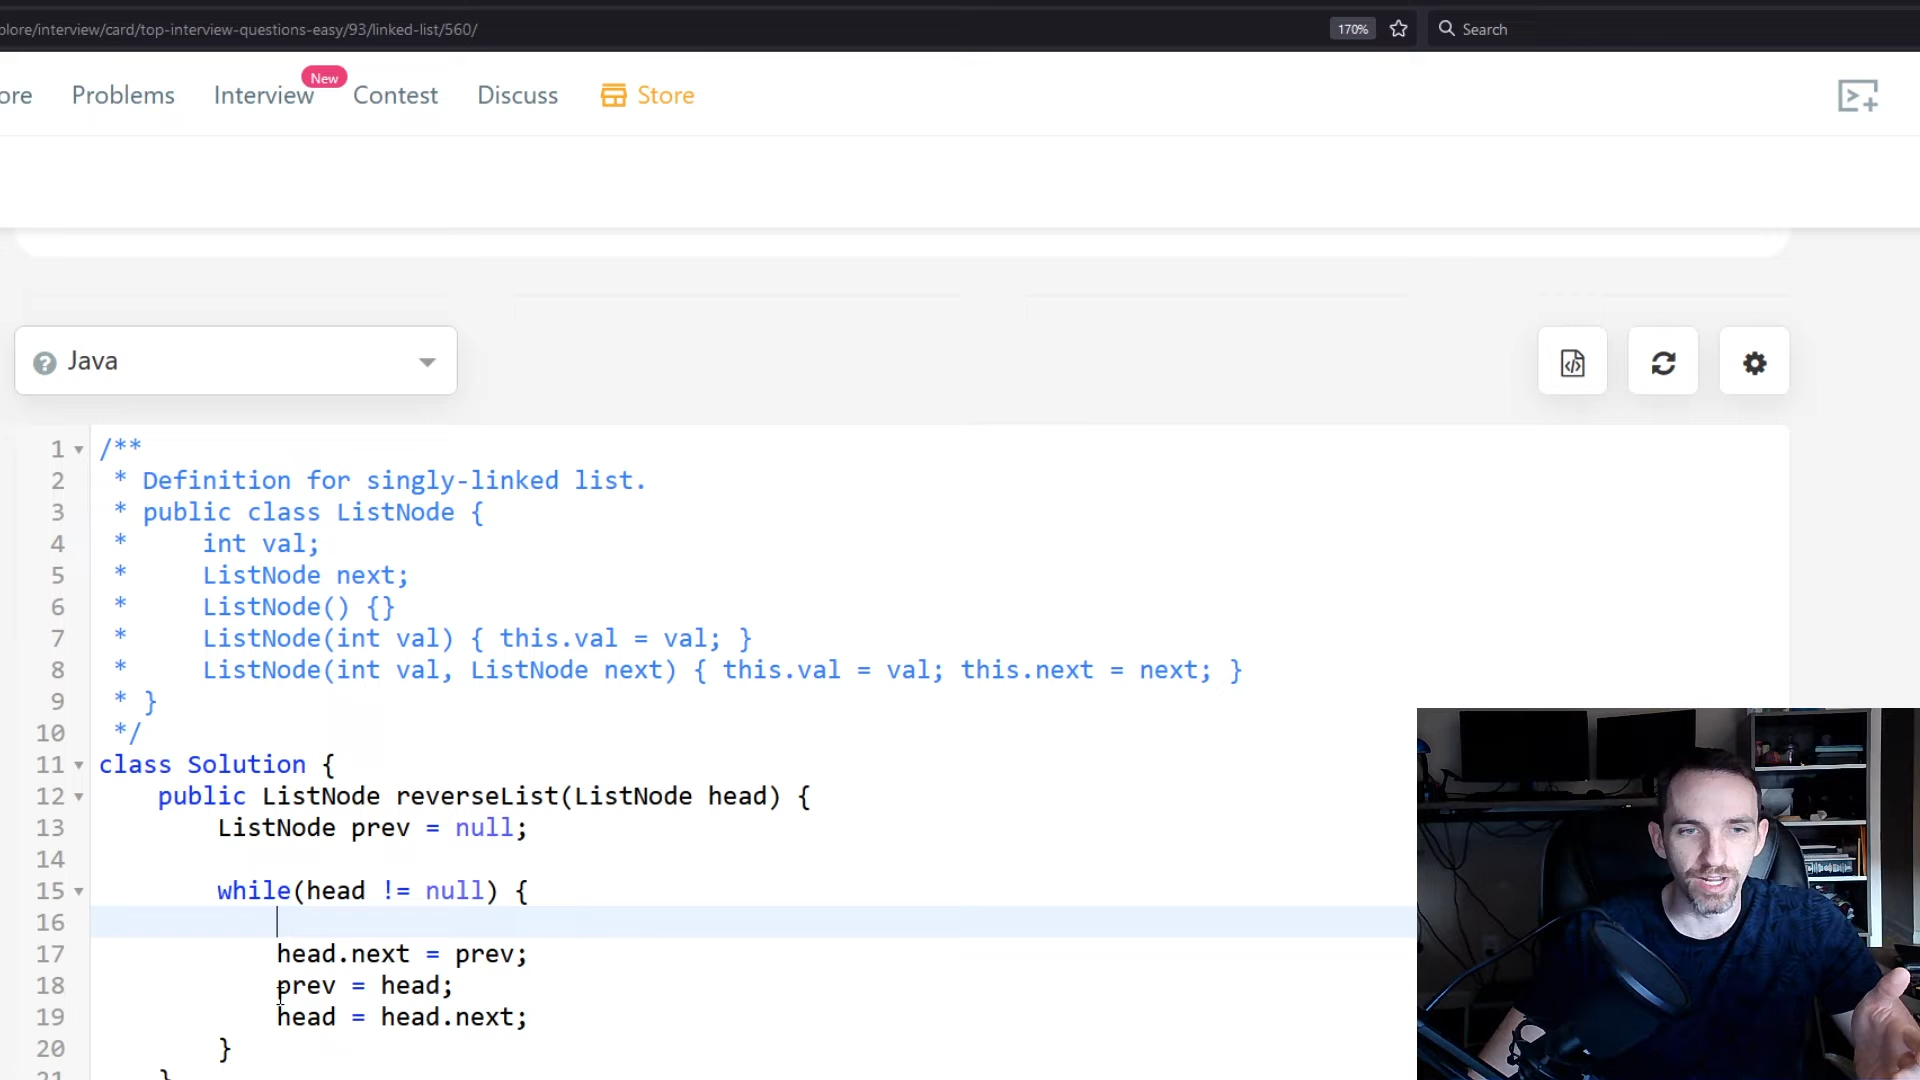 plore/interview/card/top-interview-questions-easy/93/linked-list/560/
170%
Search
ore
Problems
Interview
New
Contest
Discuss
Store
Java
1 /**
2 * Definition for singly-linked list.
3 * public class ListNode {
4 *     int val;
5 *     ListNode next;
6 *     ListNode() {}
7 *     ListNode(int val) { this.val = val; }
8 *     ListNode(int val, ListNode next) { this.val = val; this.next = next; }
9 * }
10 */
11 class Solution {
12     public ListNode reverseList(ListNode head) {
13         ListNode prev = null;
14
15         while(head != null) {
16
17             head.next = prev;
18             prev = head;
19             head = head.next;
20         }
21     }